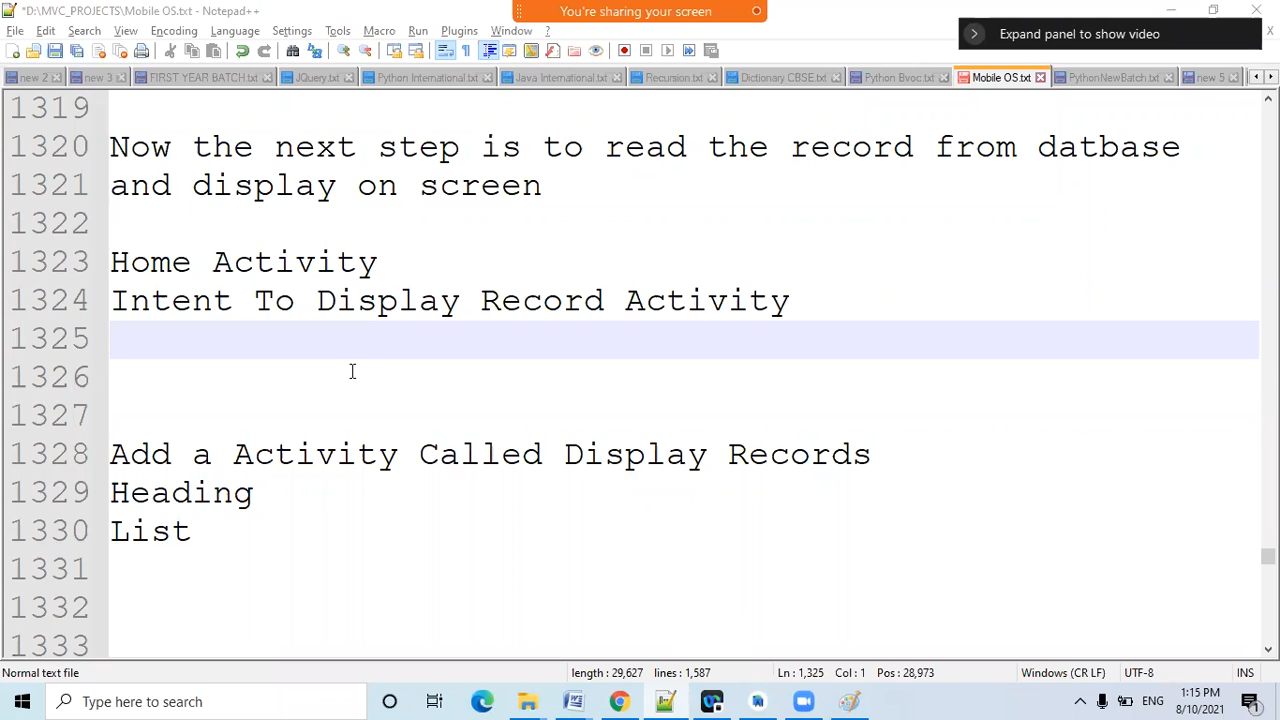 *D:\MVC_PROJECTS\Mobile OS.txt - Notepad++
You're sharing your screen
Expand panel to show video
File Edit Search View Encoding Language Settings Tools Macro Run Plugins Window ?
X
new 2 new 3 FIRST YEAR BATCH.txt JQuery.txt Python International.txt Java International.txt Recursion.txt Dictionary CBSE.txt Python Bvoc.txt Mobile OS.txt PythonNewBatch.txt new 5
1319
1320 Now the next step is to read the record from datbase
1321 and display on screen
1322
1323 Home Activity
1324 Intent To Display Record Activity
1325
1326
1327
1328 Add a Activity Called Display Records
1329 Heading
1330 List
1331
1332
1333
Normal text file length : 29,627 lines : 1,587 Ln : 1,325 Col : 1 Pos : 28,973 Windows (CR LF) UTF-8 INS
Type here to search
ENG
1:15 PM
8/10/2021